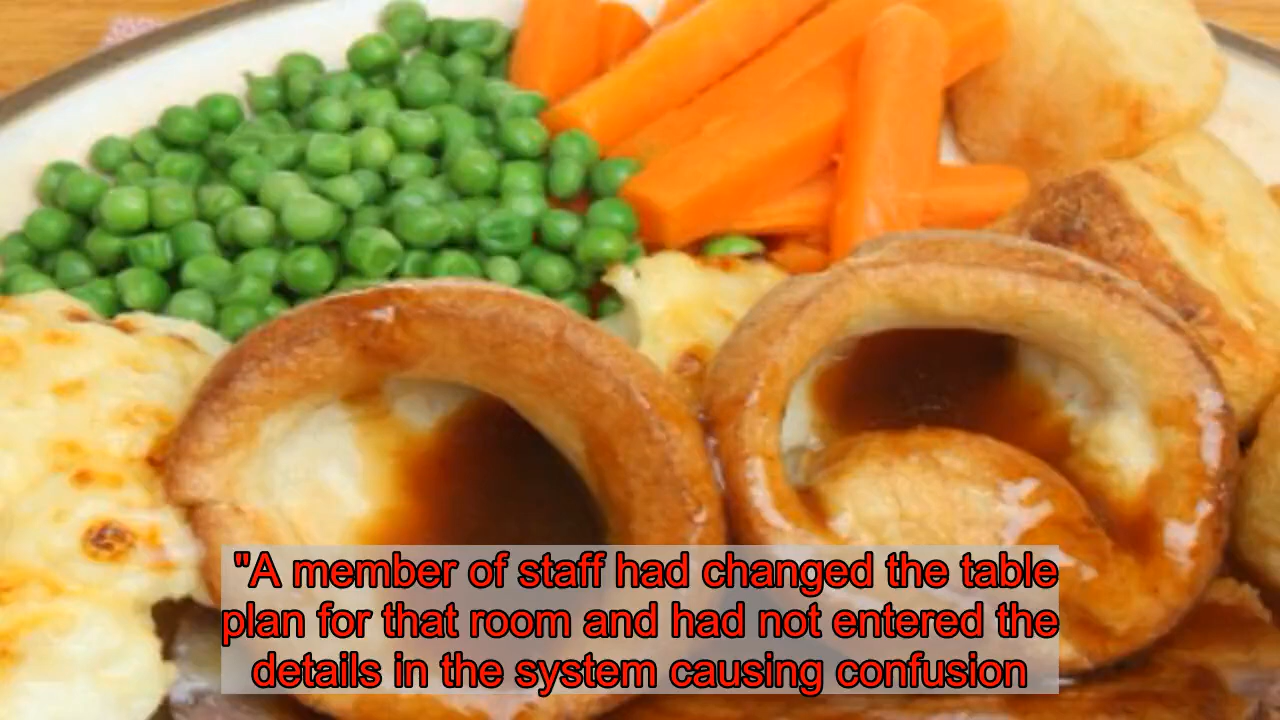 "A member of staff had changed the table
plan for that room and had not entered the
details in the system causing confusion